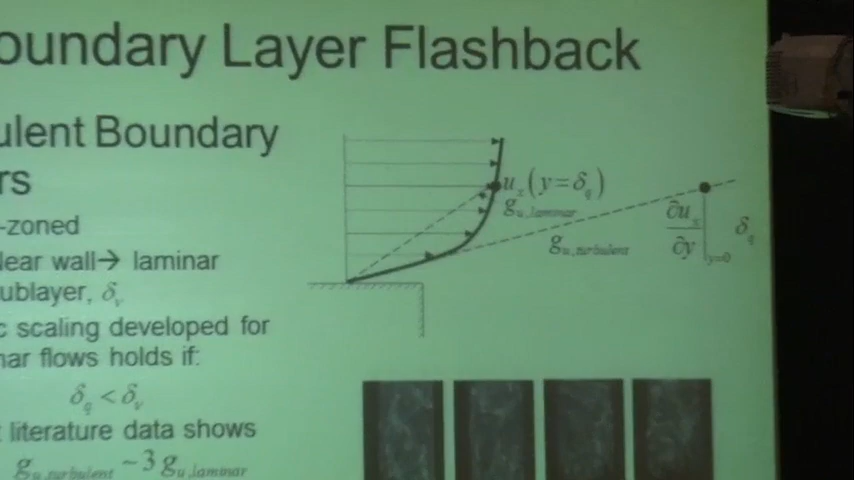 oundary Layer Flashback
ulent Boundary
rs
-zoned
lear wall→ laminar
ublayer, δ_v
c scaling developed for
nar flows holds if:
δ_q < δ_v
t literature data shows
g_u,turbulent ~3 g_u,laminar
u_x(y=δ_q)
g_u,laminar
g_u,turbulent
∂u_x/∂y|_y=0 δ_q